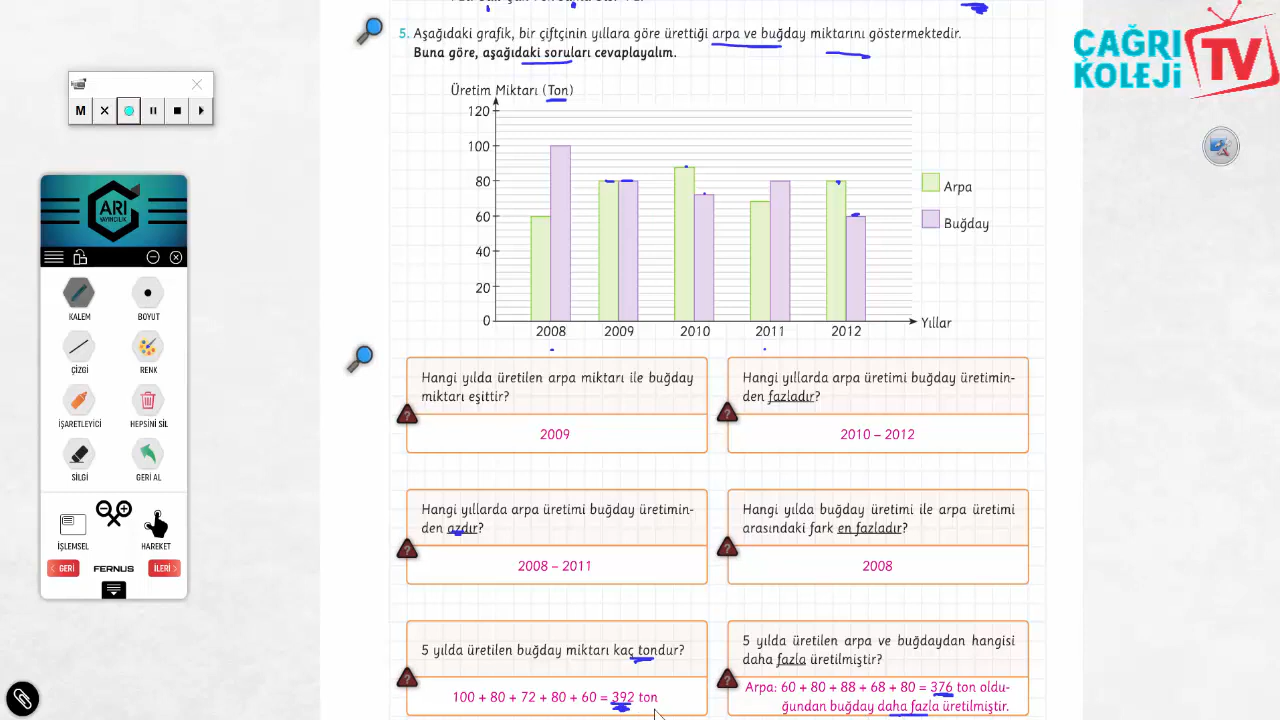 5. Aşağıdaki grafik, bir çiftçinin yıllara göre ürettiği arpa ve buğday miktarını göstermektedir.
Buna göre, aşağıdaki soruları cevaplayalım.
ÇAĞRI
KOLEJİ
TV
Üretim Miktarı (Ton)
120
100
80
60
40
20
0
2008 2009 2010 2011 2012
Yıllar
Arpa
Buğday
M
ARI
YAYINCILIK
KALEM BOYUT
ÇİZGİ RENK
İŞARETLEYİCİ HEPSİNİ SİL
SİLGİ GERİ AL
İŞLEMSEL HAREKET
GERİ FERNUS İLERİ
Hangi yılda üretilen arpa miktarı ile buğday
miktarı eşittir?
2009
Hangi yıllarda arpa üretimi buğday üretimin-
den fazladır?
2010 – 2012
Hangi yıllarda arpa üretimi buğday üretimin-
den azdır?
2008 – 2011
Hangi yılda buğday üretimi ile arpa üretimi
arasındaki fark en fazladır?
2008
5 yılda üretilen buğday miktarı kaç tondur?
100 + 80 + 72 + 80 + 60 = 392 ton
5 yılda üretilen arpa ve buğdaydan hangisi
daha fazla üretilmiştir?
Arpa: 60 + 80 + 88 + 68 + 80 = 376 ton oldu-
ğundan buğday daha fazla üretilmiştir.